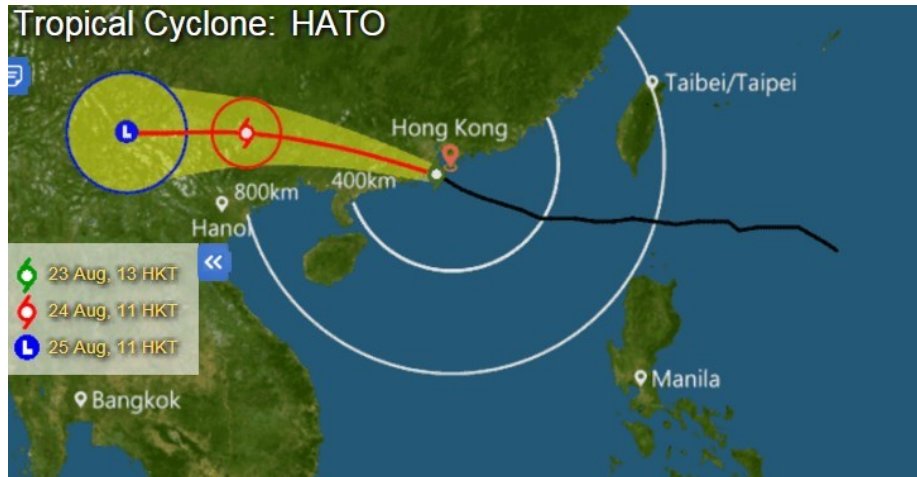 Tropical Cyclone: HATO
Taibei/Taipei
Hong Kong
400km
800km
Hanoi
«
23 Aug, 13 HKT
24 Aug, 11 HKT
L 25 Aug, 11 HKT
L
Manila
Bangkok